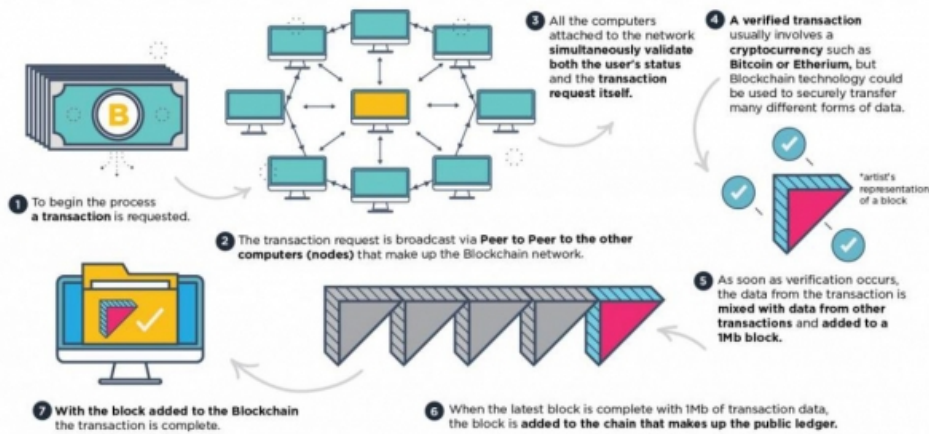 B
1 To begin the process
a transaction is requested.
2 The transaction request is broadcast via Peer to Peer to the other
computers (nodes) that make up the Blockchain network.
3 All the computers
attached to the network
simultaneously validate
both the user's status
and the transaction
request itself.
4 A verified transaction
usually involves a
cryptocurrency such as
Bitcoin or Etherium, but
Blockchain technology could
be used to securely transfer
many different forms of data.
*artist's
representation
of a block
5 As soon as verification occurs,
the data from the transaction is
mixed with data from other
transactions and added to a
1Mb block.
6 When the latest block is complete with 1Mb of transaction data,
the block is added to the chain that makes up the public ledger.
7 With the block added to the Blockchain
the transaction is complete.